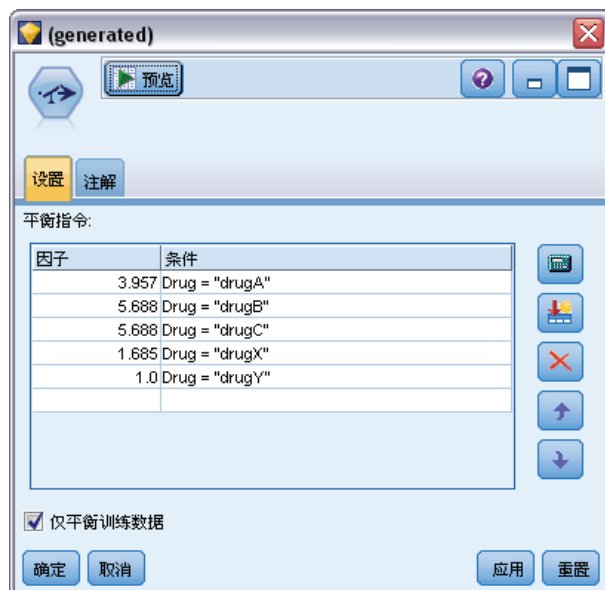 (generated)
预览
设置 注解
平衡指令:
因子 条件
3.957 Drug = "drugA"
5.688 Drug = "drugB"
5.688 Drug = "drugC"
1.685 Drug = "drugX"
1.0 Drug = "drugY"
仅平衡训练数据
确定 取消 应用 重置